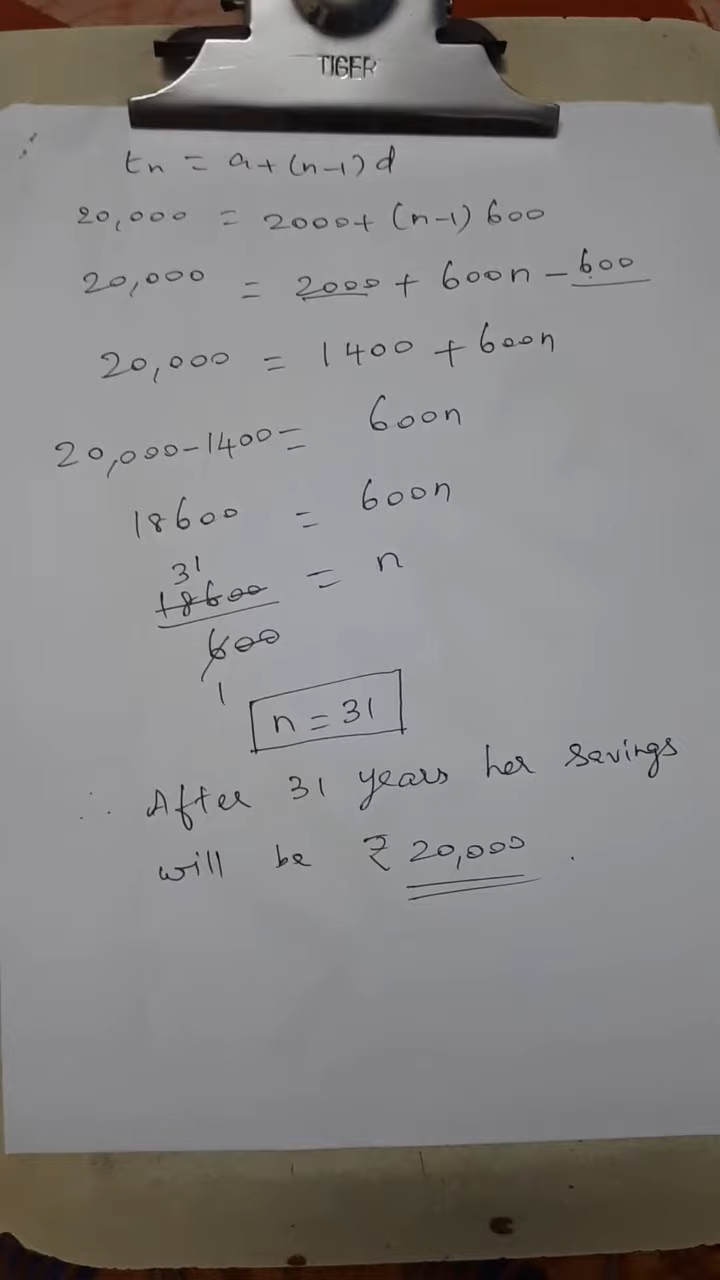 TIGER
tn = a + (n-1) d
20,000 = 2000 + (n-1) 600
20,000 = 2000 + 600n - 600
20,000 = 1400 + 600n
20,000-1400 = 600n
18600 = 600n
31
18600 = n
600
1
n = 31
∴ After 31 years her savings
will be ₹ 20,000 .